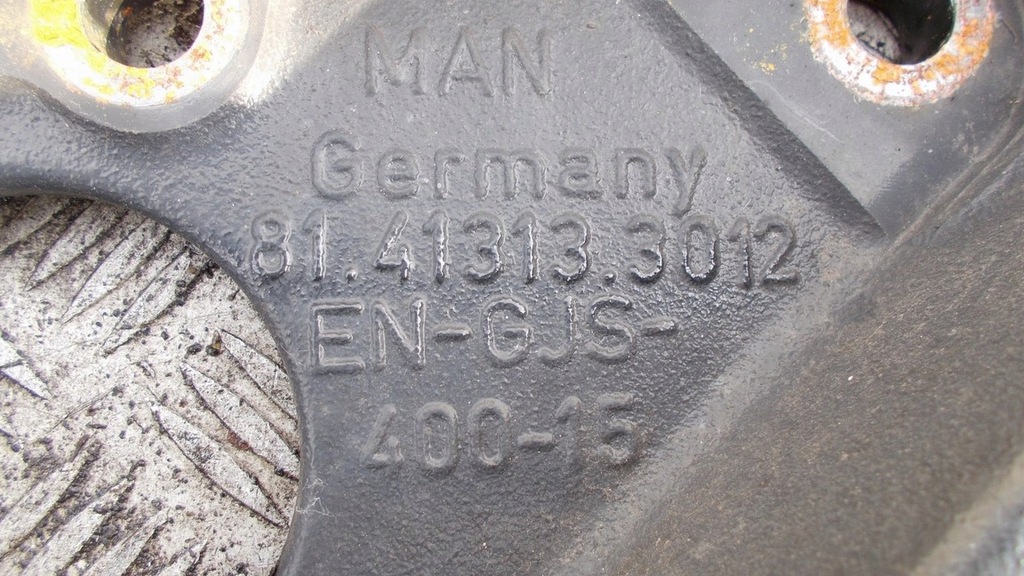 MAN
Germany
81.41313.3012
EN-GJS-
400-15